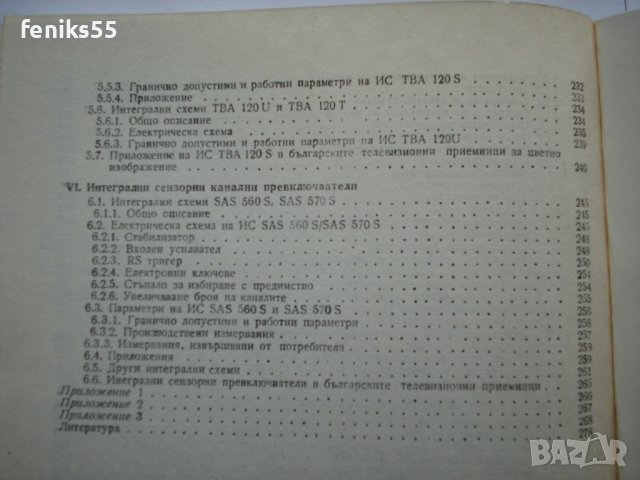 feniks55
5.5.3. Гранично допустими и работни параметри на ИС TBA 120 S 232
5.5.4. Приложение 233
5.6. Интегрални схеми TBA 120 U и TBA 120 T 234
5.6.1. Общо описание 234
5.6.2. Електрическа схема 235
5.6.3. Гранично допустими и работни параметри на ИС TBA 120U 239
5.7. Приложение на ИС TBA 120 S в българските телевизионни приемници за цветно
изображение 240
VI. Интегрални сензорни канални превключватели
6.1. Интегрални схеми SAS 560 S, SAS 570 S 245
6.1.1. Общо описание 245
6.2. Електрическа схема на ИС SAS 560 S/SAS 570 S 245
6.2.1. Стабилизатор 248
6.2.2. Входен усилвател 248
6.2.3. RS тригер 250
6.2.4. Електронни ключове 254
6.2.5. Стъпало за избиране с предимство 254
6.2.6. Увеличаване броя на каналите 255
6.3. Параметри на ИС SAS 560 S и SAS 570 S 256
6.3.1. Гранично допустими и работни параметри 256
6.3.2. Производствени измервания 257
6.3.3. Измервания, извършвани от потребителя 259
6.4. Приложения 259
6.5. Други интегрални схеми 261
6.6. Интегрални сензорни превключватели в българските телевизионни приемници 265
Приложение 1 266
Приложение 2 267
Приложение 3 268
Литература 276
BAZAR
bg